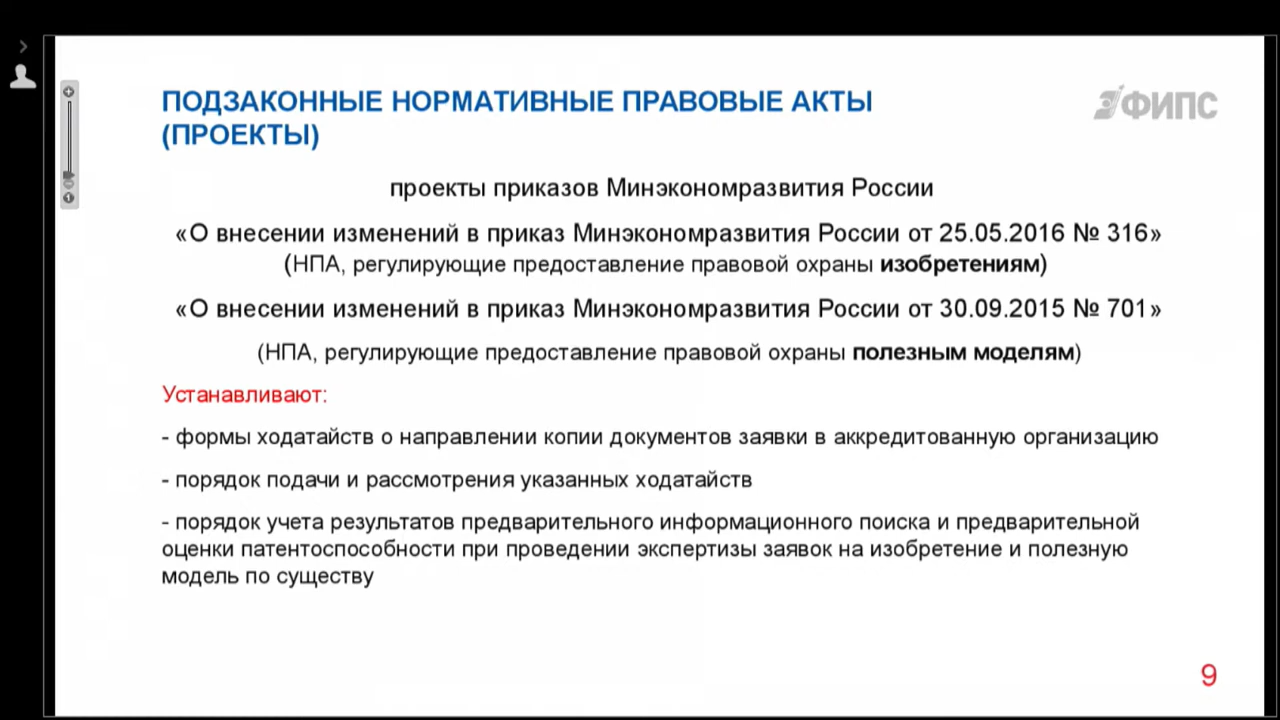 ПОДЗАКОННЫЕ НОРМАТИВНЫЕ ПРАВОВЫЕ АКТЫ
(ПРОЕКТЫ)
ФИПС
проекты приказов Минэкономразвития России
«О внесении изменений в приказ Минэкономразвития России от 25.05.2016 № 316»
(НПА, регулирующие предоставление правовой охраны изобретениям)
«О внесении изменений в приказ Минэкономразвития России от 30.09.2015 № 701»
(НПА, регулирующие предоставление правовой охраны полезным моделям)
Устанавливают:
- формы ходатайств о направлении копии документов заявки в аккредитованную организацию
- порядок подачи и рассмотрения указанных ходатайств
- порядок учета результатов предварительного информационного поиска и предварительной
оценки патентоспособности при проведении экспертизы заявок на изобретение и полезную
модель по существу
9